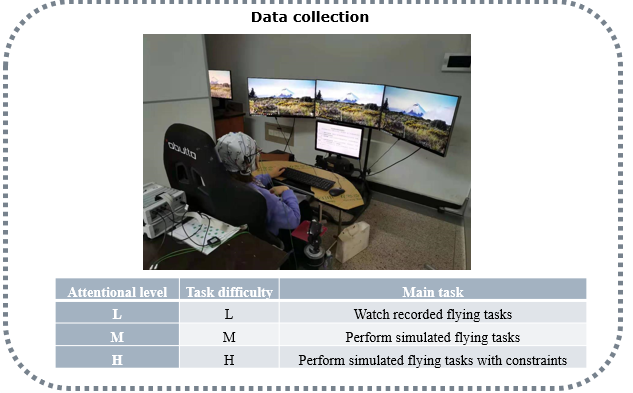 Data collection
obutto
Attentional level Task difficulty Main task
L L Watch recorded flying tasks
M M Perform simulated flying tasks
H H Perform simulated flying tasks with constraints